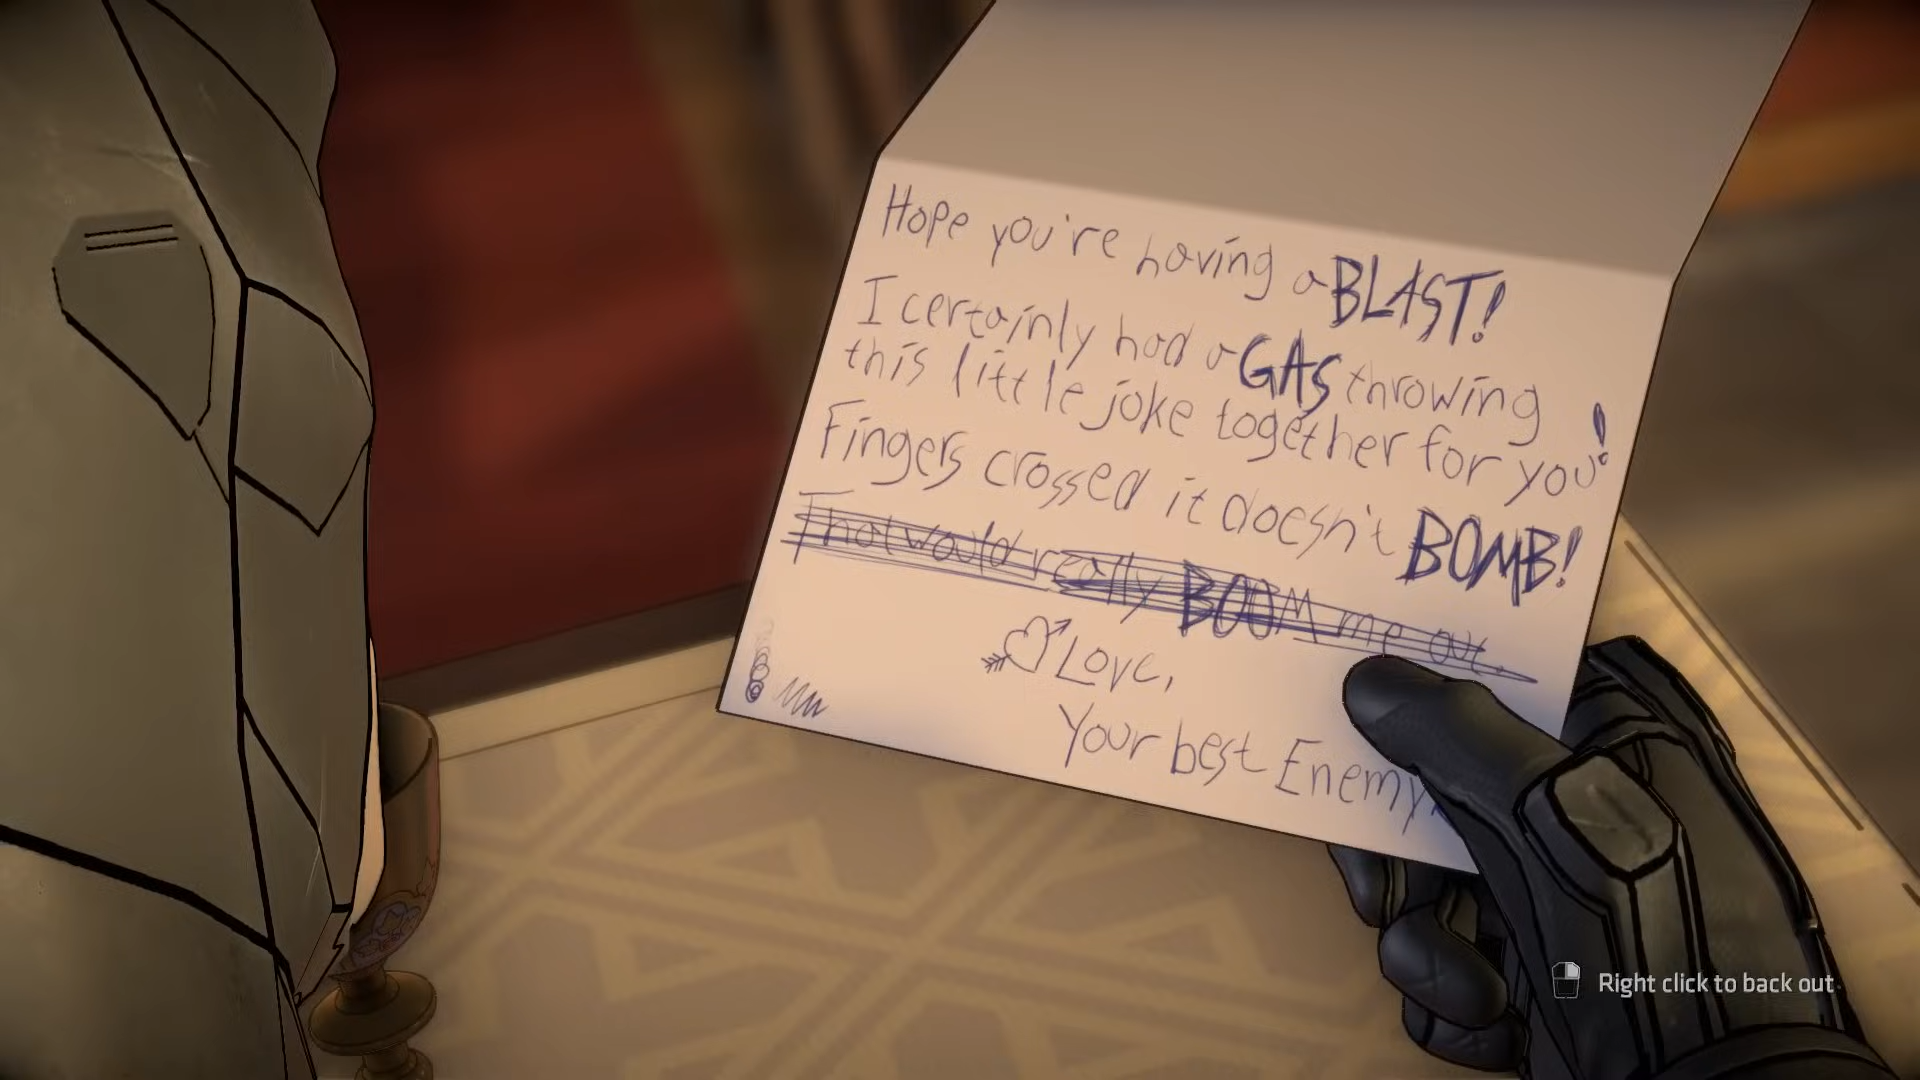 Hope you're having a BLAST!
I certainly had a GAS throwing
this little joke together for you!
Fingers crossed it doesn't BOMB!
That would really BOOM me out.
Love,
Your best Enemy
Right click to back out